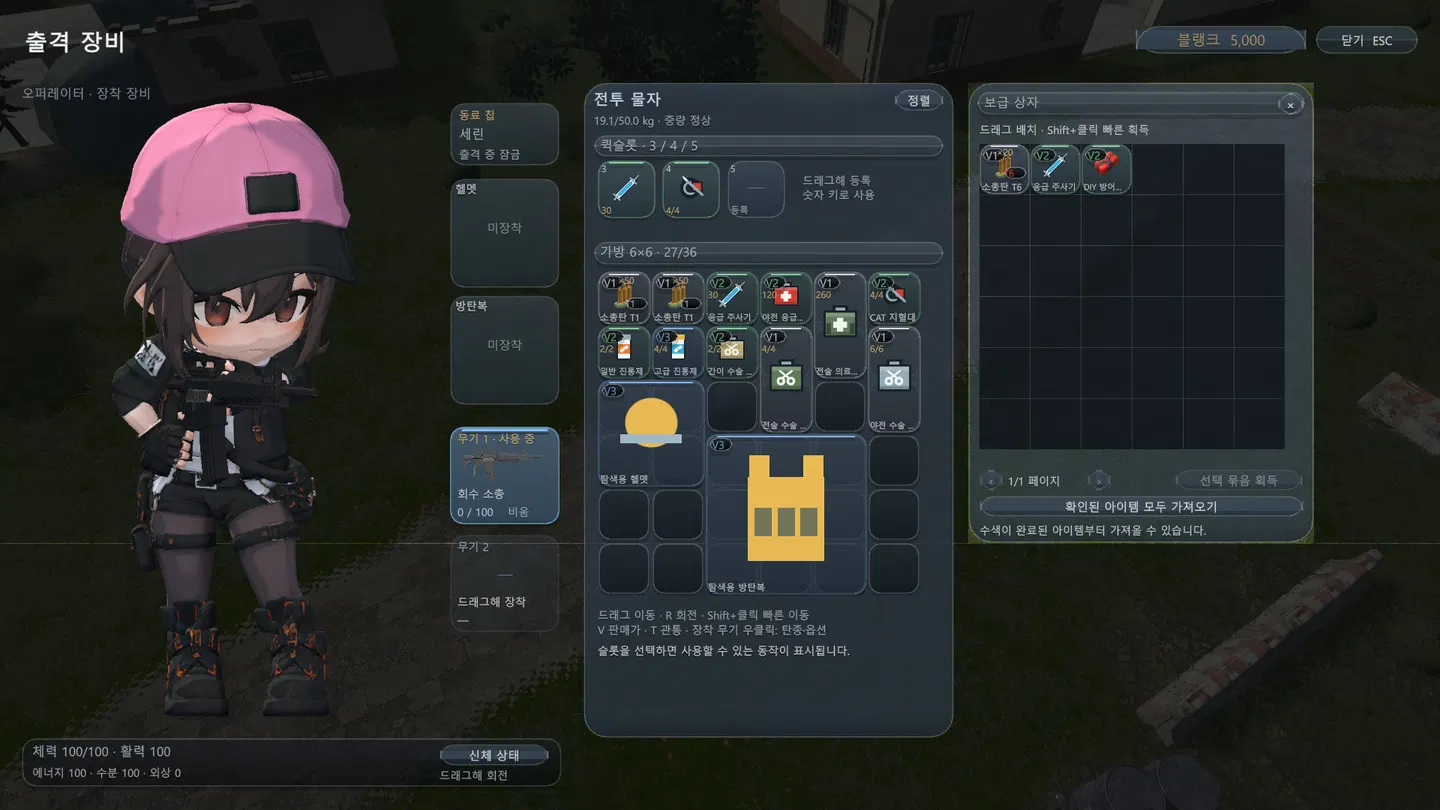 출격 장비
블랭크 5,000
닫기 ESC
오퍼레이터 · 장착 장비
동료 칩
세린
출격 중 잠금
헬멧
미장착
방탄복
미장착
무기 1 · 사용 중
회수 소총
0 / 100 비움
무기 2
—
드래그해 장착
—
전투 물자
정렬
19.1/50.0 kg · 중량 정상
퀵슬롯 · 3 / 4 / 5
3
30
4
4/4
5
—
등록
드래그해 등록
숫자 키로 사용
가방 6×6 · 27/36
V1 ×50
1
소총탄 T1
V1 ×50
1
소총탄 T1
V2
30
응급 주사기
V2
120
야전 응급...
V1
260
전술 의료...
V2
4/4
CAT 지혈대
V2
2/2
일반 진통제
V3
4/4
고급 진통제
V2
2/2
간이 수술 ...
V1
4/4
전술 수술 ...
V1
6/6
야전 수술 ...
V3
탐색용 헬멧
V3
탐색용 방탄복
드래그 이동 · R 회전 · Shift+클릭 빠른 이동
V 판매가 · T 관통 · 장착 무기 우클릭: 탄종·옵션
슬롯을 선택하면 사용할 수 있는 동작이 표시됩니다.
보급 상자
×
드래그 배치 · Shift+클릭 빠른 획득
V1 ×20
6
소총탄 T6
V2
응급 주사기
V2
DIY 방어...
‹ 1/1 페이지 ›
선택 묶음 획득
확인된 아이템 모두 가져오기
수색이 완료된 아이템부터 가져올 수 있습니다.
체력 100/100 · 활력 100
에너지 100 · 수분 100 · 외상 0
신체 상태
드래그해 회전